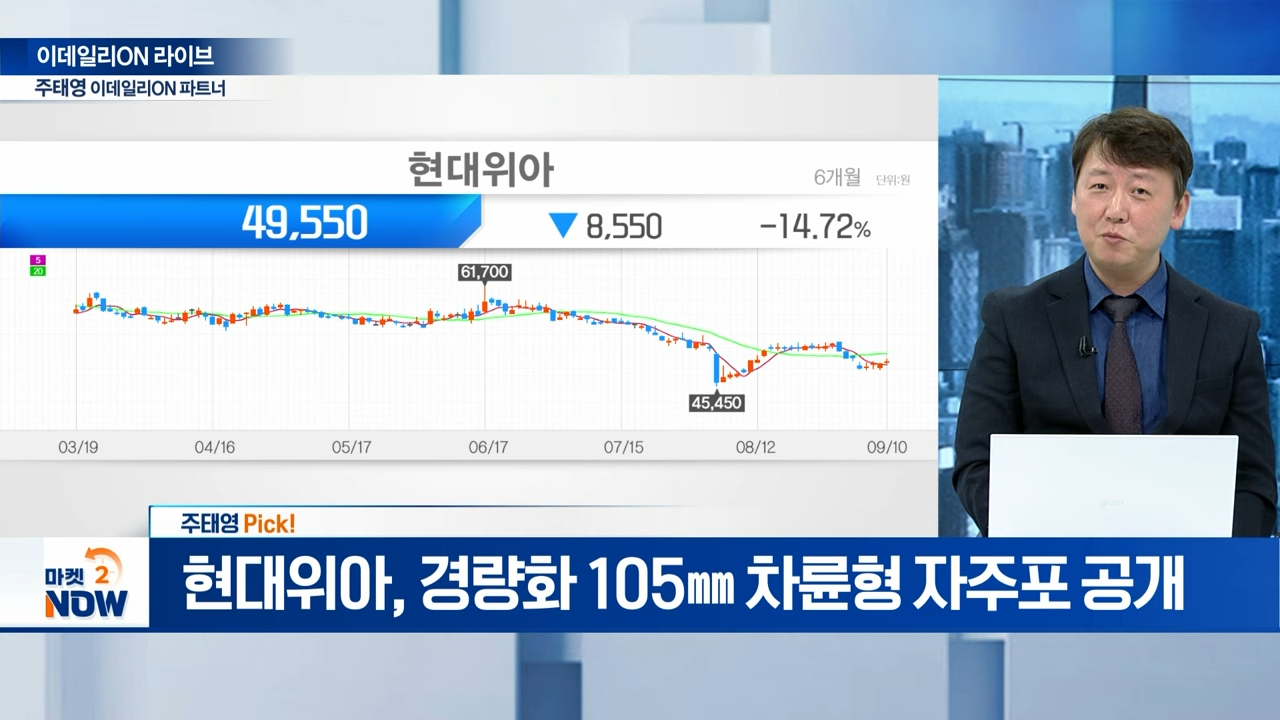 이데일리ON 라이브
주태영 이데일리ON 파트너
현대위아
6개월 단위:원
49,550 ▼ 8,550 -14.72%
5
20
61,700
45,450
03/19 04/16 05/17 06/17 07/15 08/12 09/10
주태영 Pick!
마켓 2
NOW
현대위아, 경량화 105㎜ 차륜형 자주포 공개
gram